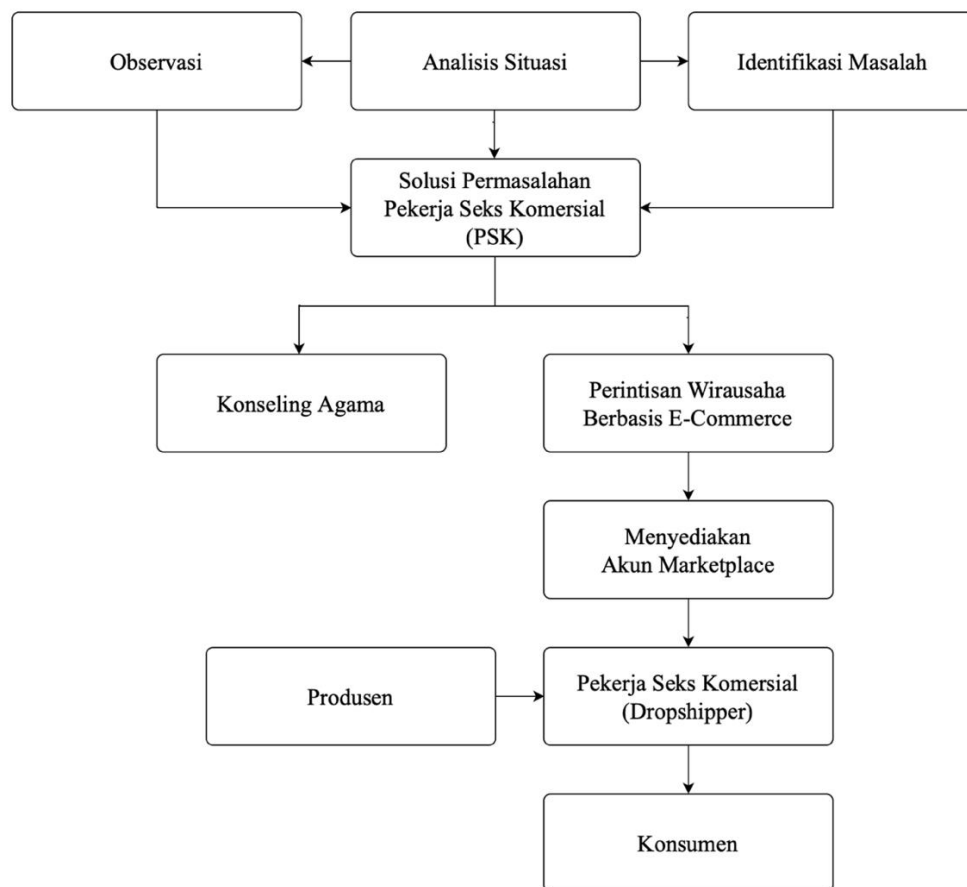 Observasi
Analisis Situasi
Identifikasi Masalah
Solusi Permasalahan
Pekerja Seks Komersial
(PSK)
Konseling Agama
Perintisan Wirausaha
Berbasis E-Commerce
Menyediakan
Akun Marketplace
Produsen
Pekerja Seks Komersial
(Dropshipper)
Konsumen